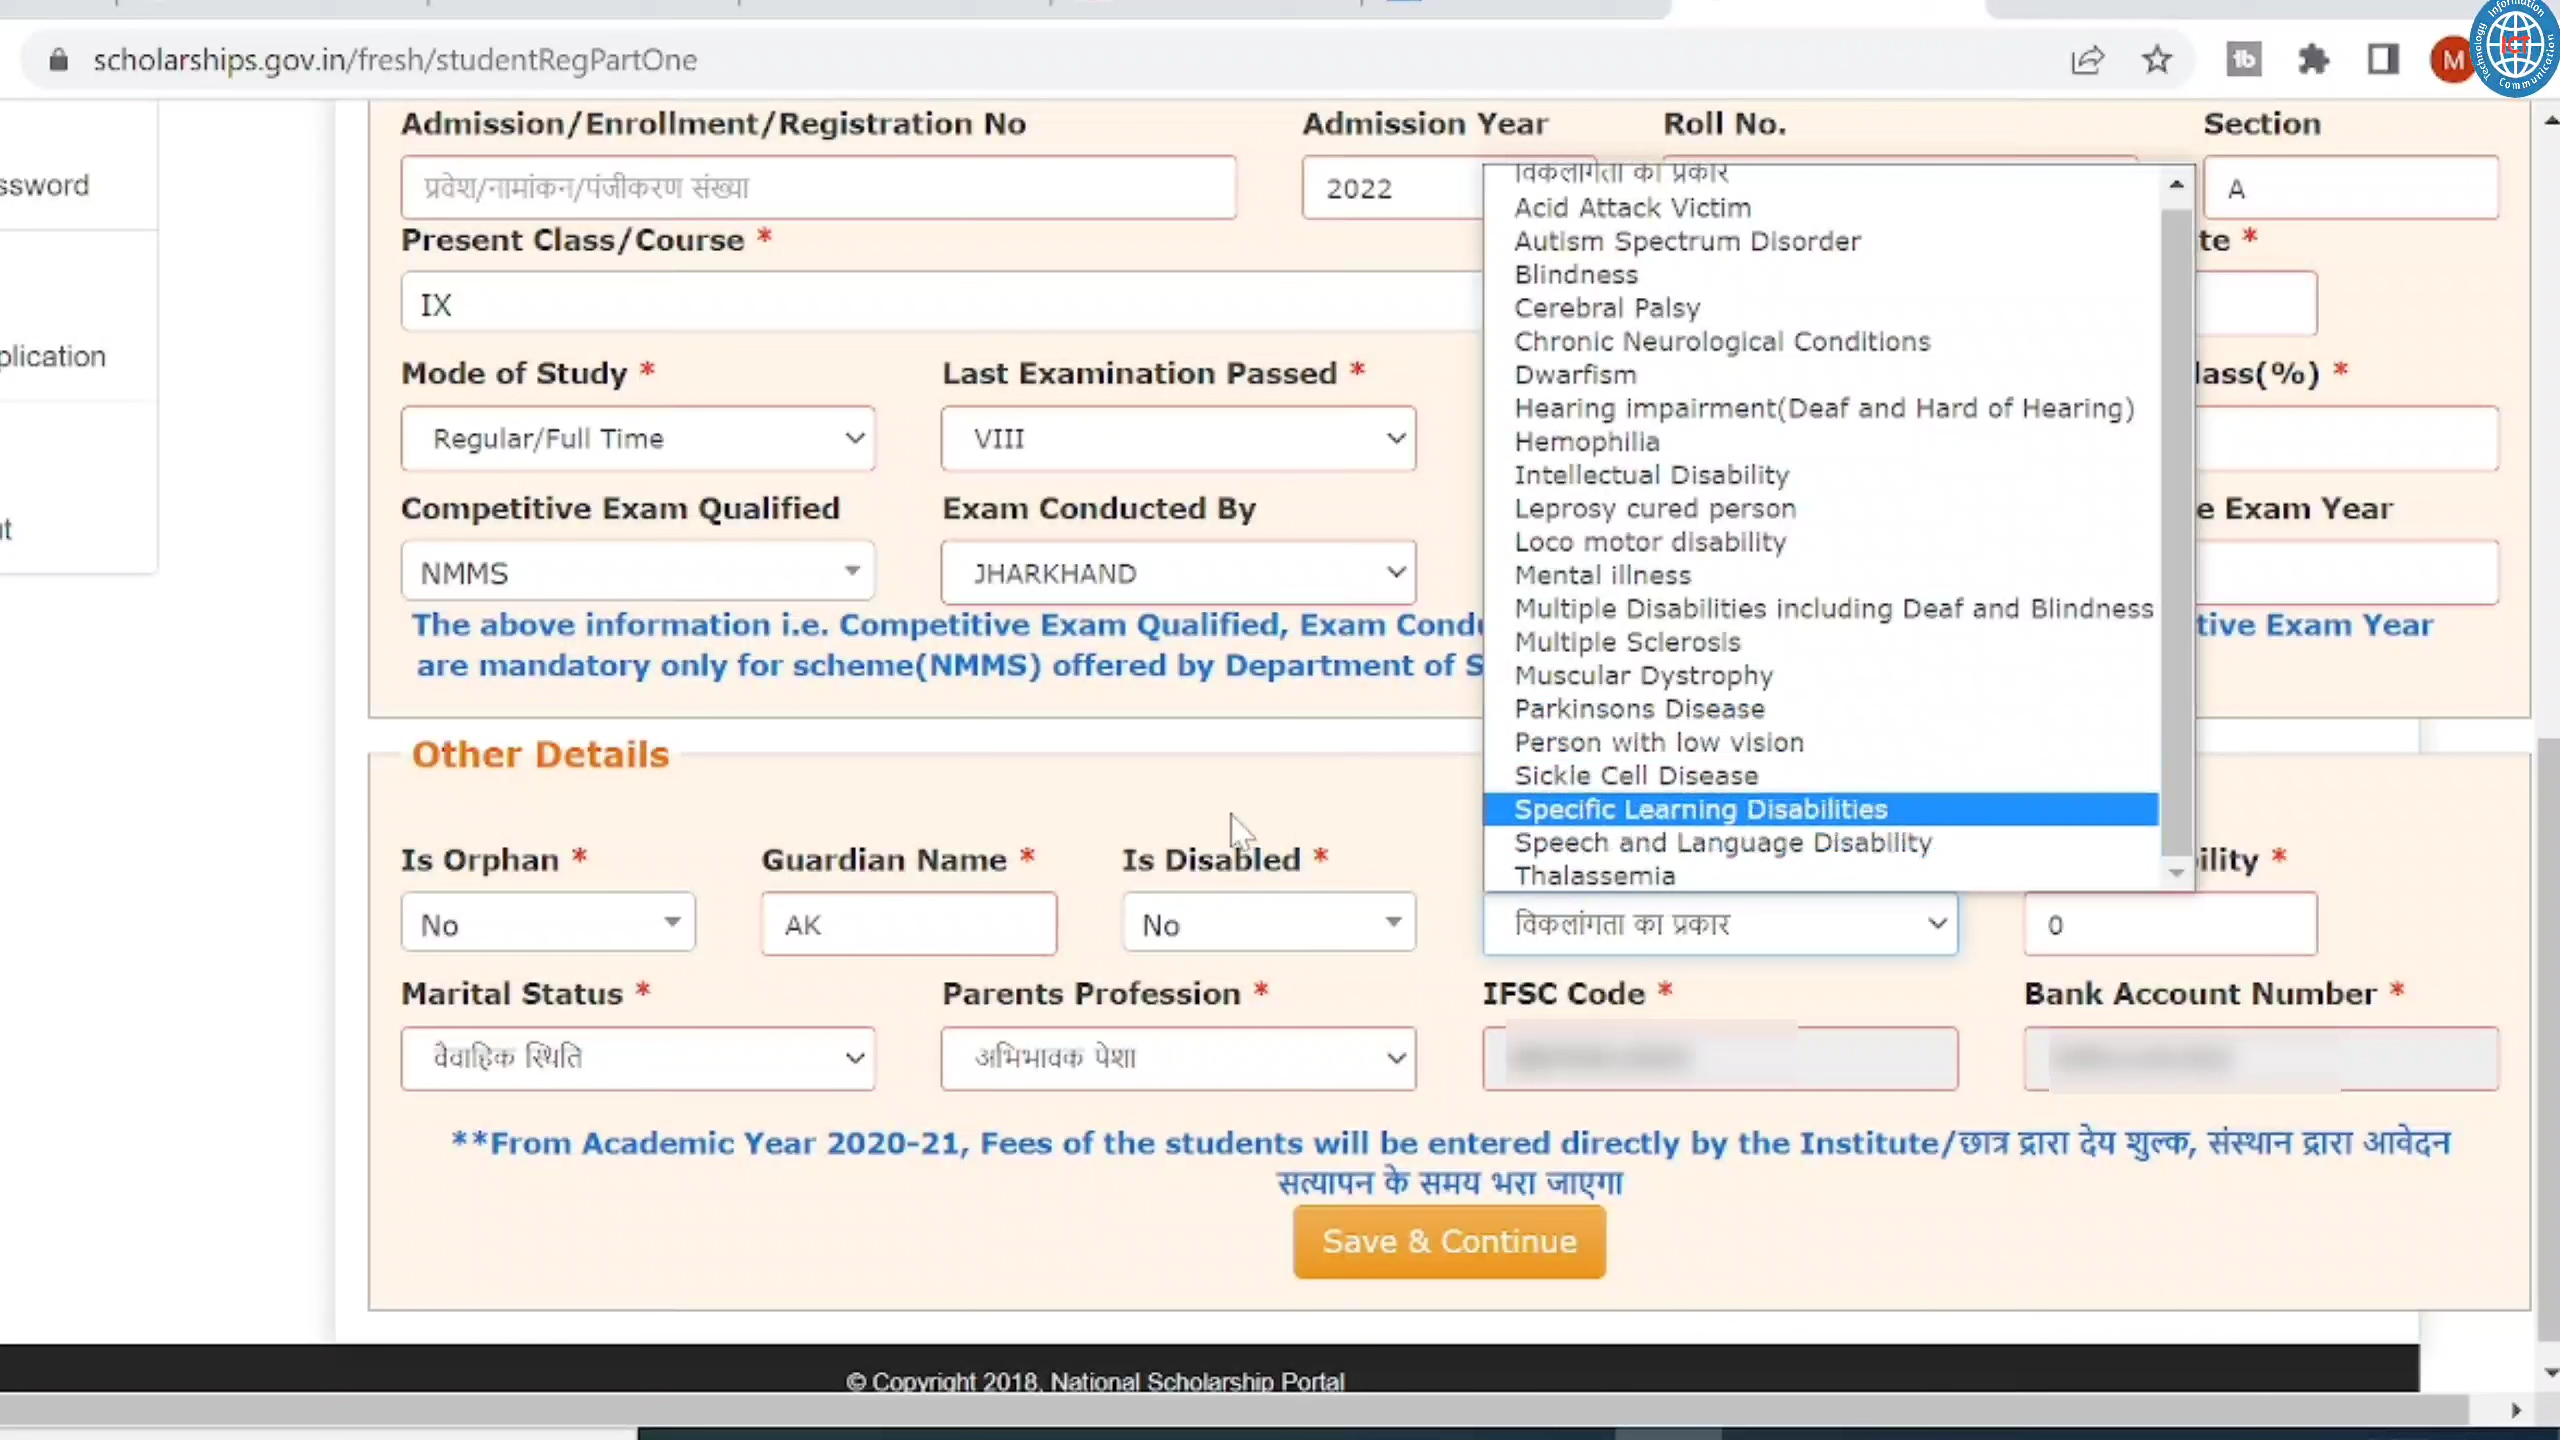 scholarships.gov.in/fresh/studentRegPartOne
M
Information
Communication
Technology
ICT
ssword
plication
t
Admission/Enrollment/Registration No
Admission Year
Roll No.
Section
प्रवेश/नामांकन/पंजीकरण संख्या
2022
A
Present Class/Course *
te *
IX
Mode of Study *
Last Examination Passed *
lass(%) *
Regular/Full Time
VIII
Competitive Exam Qualified
Exam Conducted By
e Exam Year
NMMS
JHARKHAND
The above information i.e. Competitive Exam Qualified, Exam Condu
tive Exam Year
are mandatory only for scheme(NMMS) offered by Department of S
विकलांगता का प्रकार
Acid Attack Victim
Autism Spectrum Disorder
Blindness
Cerebral Palsy
Chronic Neurological Conditions
Dwarfism
Hearing impairment(Deaf and Hard of Hearing)
Hemophilia
Intellectual Disability
Leprosy cured person
Loco motor disability
Mental illness
Multiple Disabilities including Deaf and Blindness
Multiple Sclerosis
Muscular Dystrophy
Parkinsons Disease
Person with low vision
Sickle Cell Disease
Specific Learning Disabilities
Speech and Language Disability
Thalassemia
Other Details
Is Orphan *
Guardian Name *
Is Disabled *
ility *
No
AK
No
विकलांगता का प्रकार
0
Marital Status *
Parents Profession *
IFSC Code *
Bank Account Number *
वैवाहिक स्थिति
अभिभावक पेशा
**From Academic Year 2020-21, Fees of the students will be entered directly by the Institute/छात्र द्वारा देय शुल्क, संस्थान द्वारा आवेदन
सत्यापन के समय भरा जाएगा
Save & Continue
© Copyright 2018, National Scholarship Portal